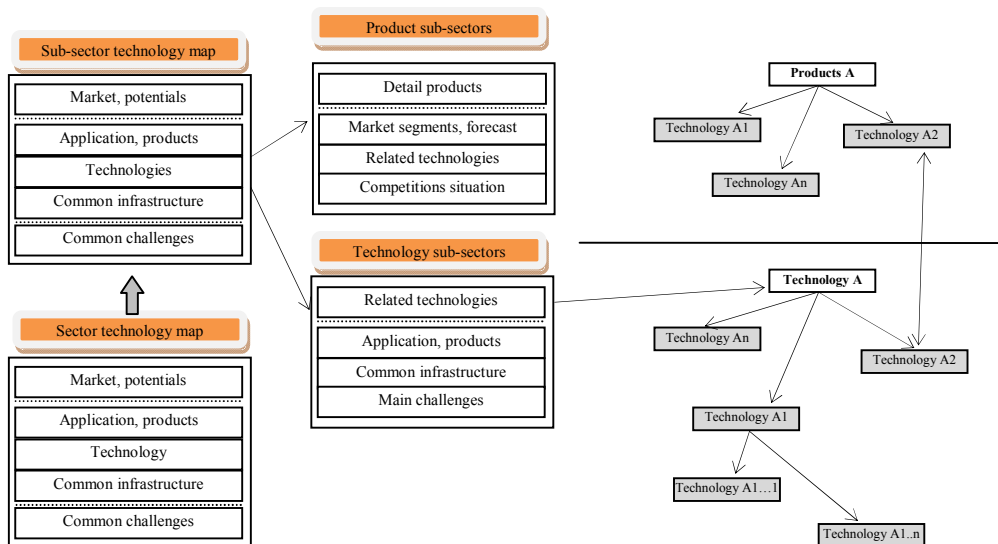 Sub-sector technology map
Market, potentials
Application, products
Technologies
Common infrastructure
Common challenges
Sector technology map
Market, potentials
Application, products
Technology
Common infrastructure
Common challenges
Product sub-sectors
Detail products
Market segments, forecast
Related technologies
Competitions situation
Technology sub-sectors
Related technologies
Application, products
Common infrastructure
Main challenges
Products A
Technology A1
Technology A2
Technology An
Technology A
Technology An
Technology A2
Technology A1
Technology A1…1
Technology A1..n